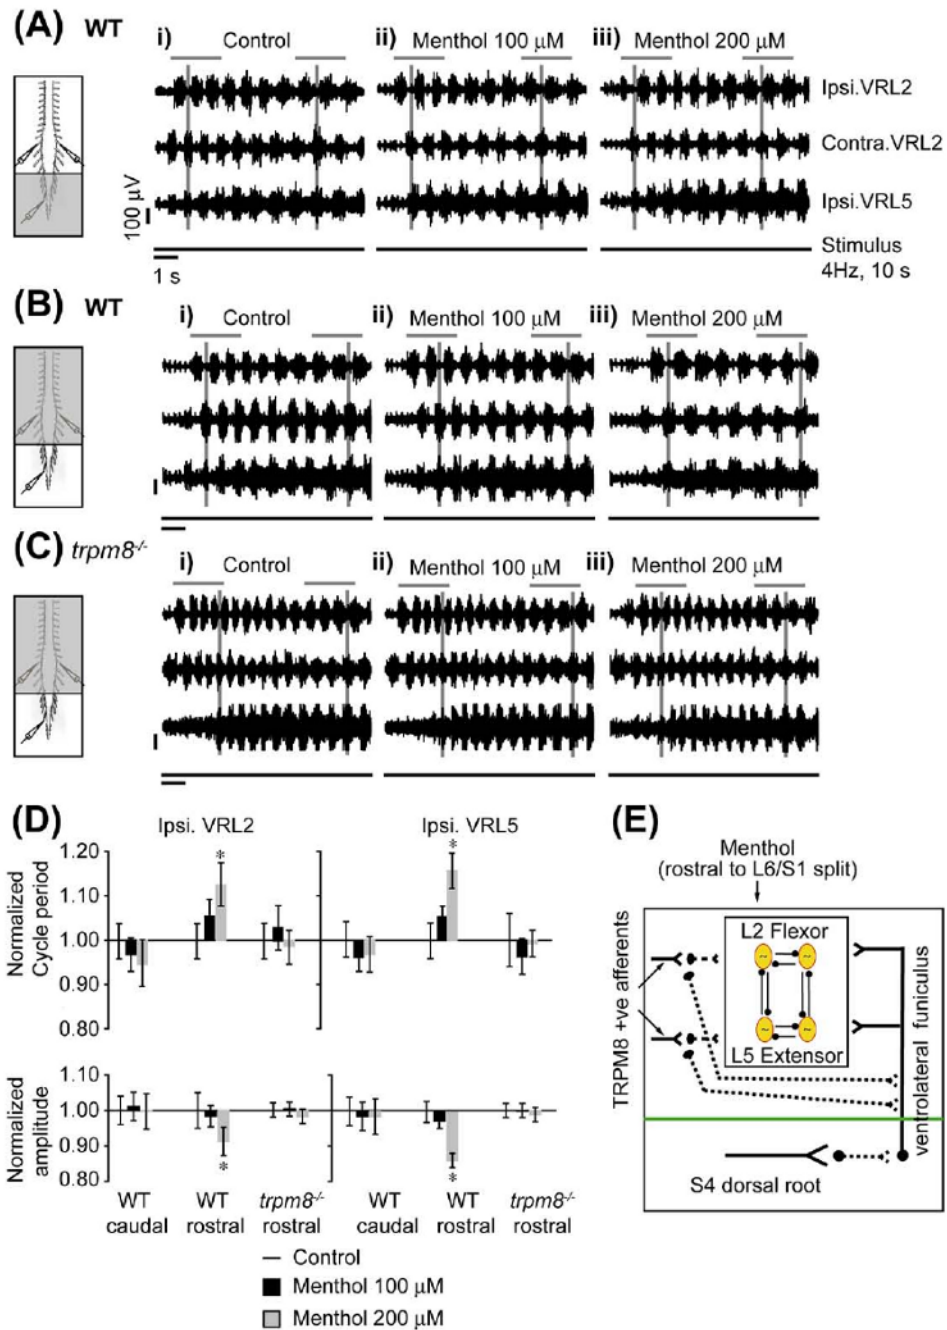 (A) WT
i) Control ii) Menthol 100 μM iii) Menthol 200 μM
Ipsi.VRL2
Contra.VRL2
Ipsi.VRL5
100 μV
Stimulus
4Hz, 10 s
1 s
(B) WT
i) Control ii) Menthol 100 μM iii) Menthol 200 μM
(C) trpm8-/-
i) Control ii) Menthol 100 μM iii) Menthol 200 μM
(D)
Ipsi. VRL2 Ipsi. VRL5
Normalized
Cycle period
1.20
1.10
1.00
0.90
0.80
* *
Normalized
amplitude
1.10
1.00
0.90
0.80
* *
WT WT trpm8-/- WT WT trpm8-/-
caudal rostral rostral caudal rostral rostral
Control
Menthol 100 μM
Menthol 200 μM
(E)
Menthol
(rostral to L6/S1 split)
TRPM8 +ve afferents
L2 Flexor
~ ~
~ ~
L5 Extensor
ventrolateral funiculus
S4 dorsal root